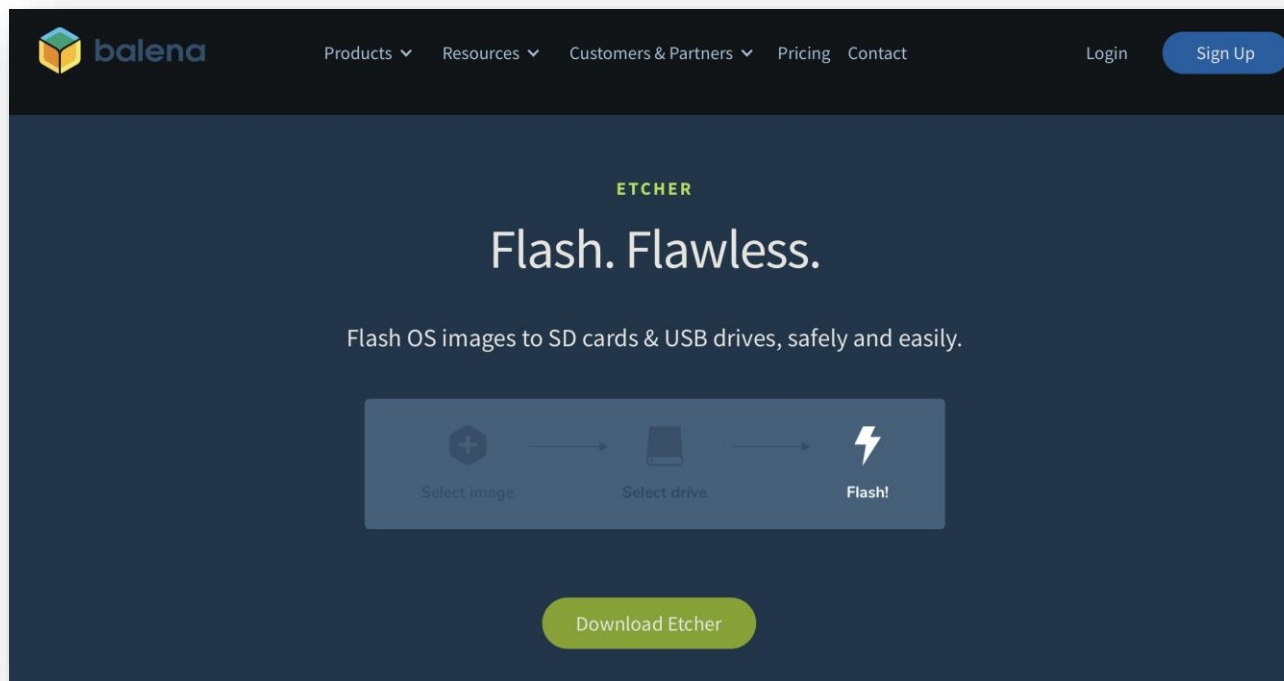 balena
Products Resources Customers & Partners Pricing Contact Login Sign Up
ETCHER
Flash. Flawless.
Flash OS images to SD cards & USB drives, safely and easily.
Select image Select drive Flash!
Download Etcher